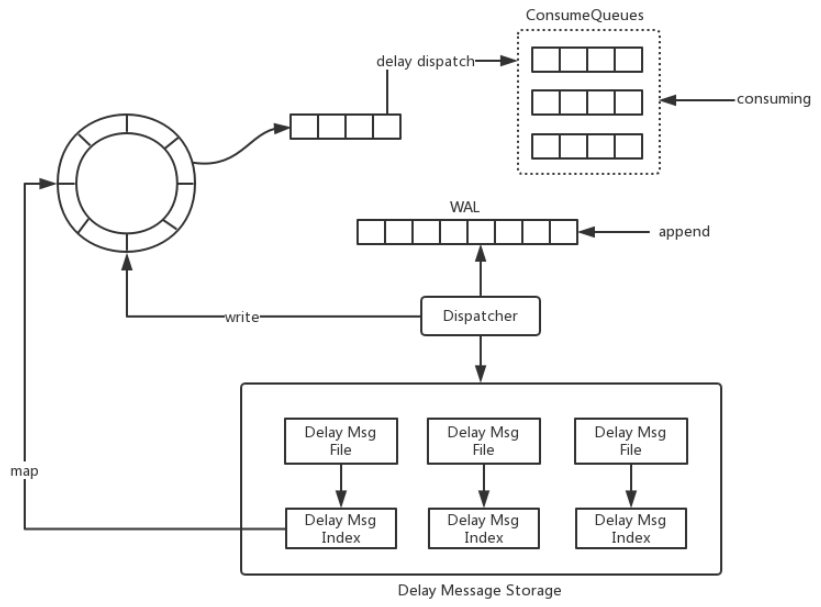 ConsumeQueues
delay dispatch
consuming
WAL
append
Dispatcher
write
Delay Msg
File
Delay Msg
File
Delay Msg
File
map
Delay Msg
Index
Delay Msg
Index
Delay Msg
Index
Delay Message Storage